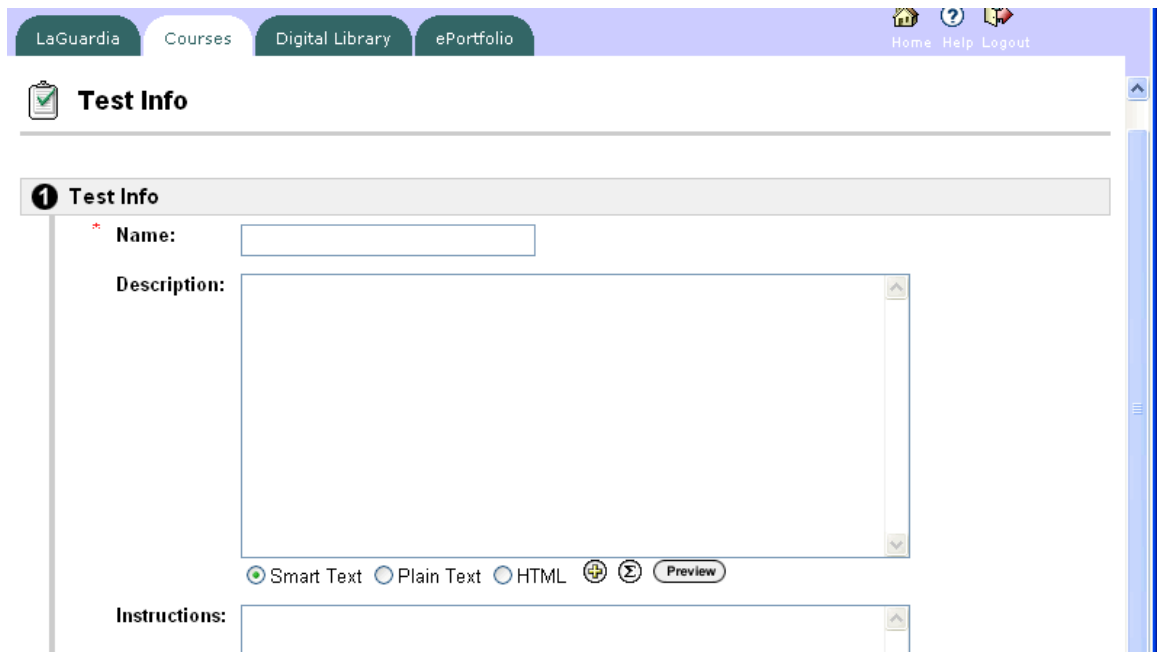 LaGuardia Courses Digital Library ePortfolio
Home Help Logout
Test Info
1 Test Info
* Name:
Description:
Smart Text Plain Text HTML Σ Preview
Instructions: